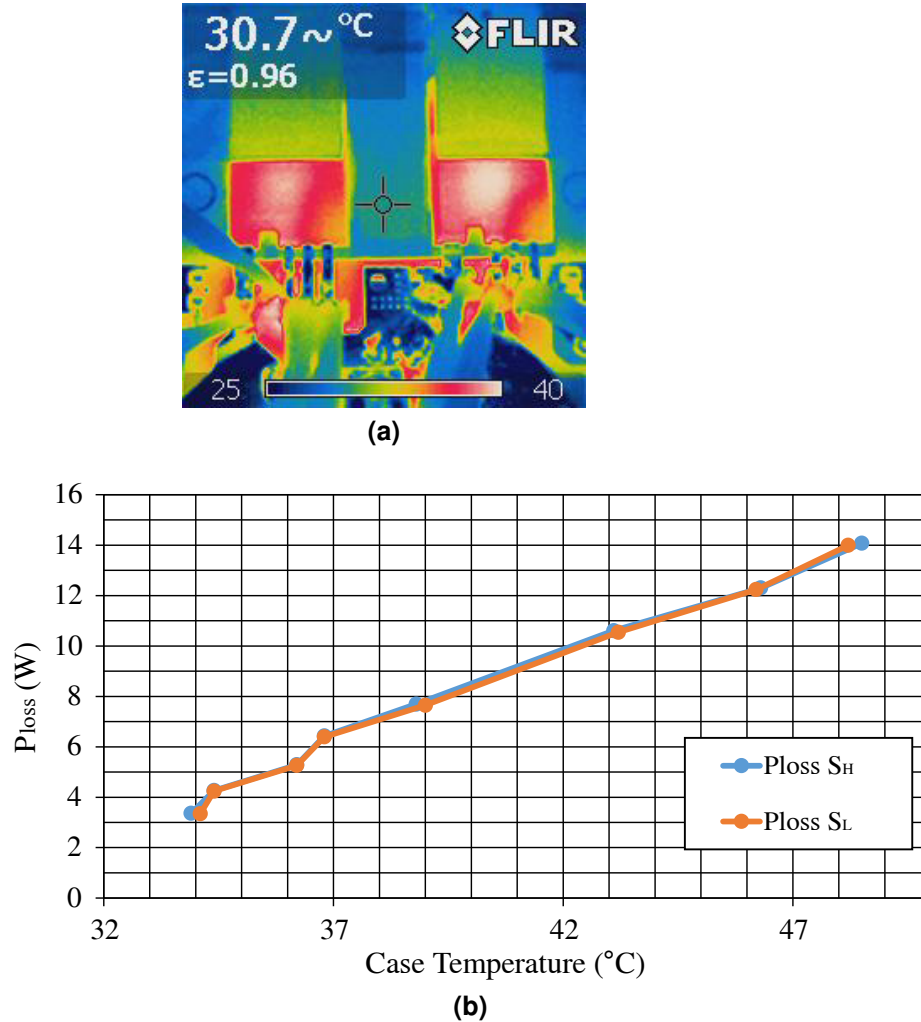 30.7~°C
FLIR
ε=0.96
25
40
(a)
16
14
12
10
8
6
4
2
0
Ploss (W)
Ploss SH
Ploss SL
32
37
42
47
Case Temperature (°C)
(b)